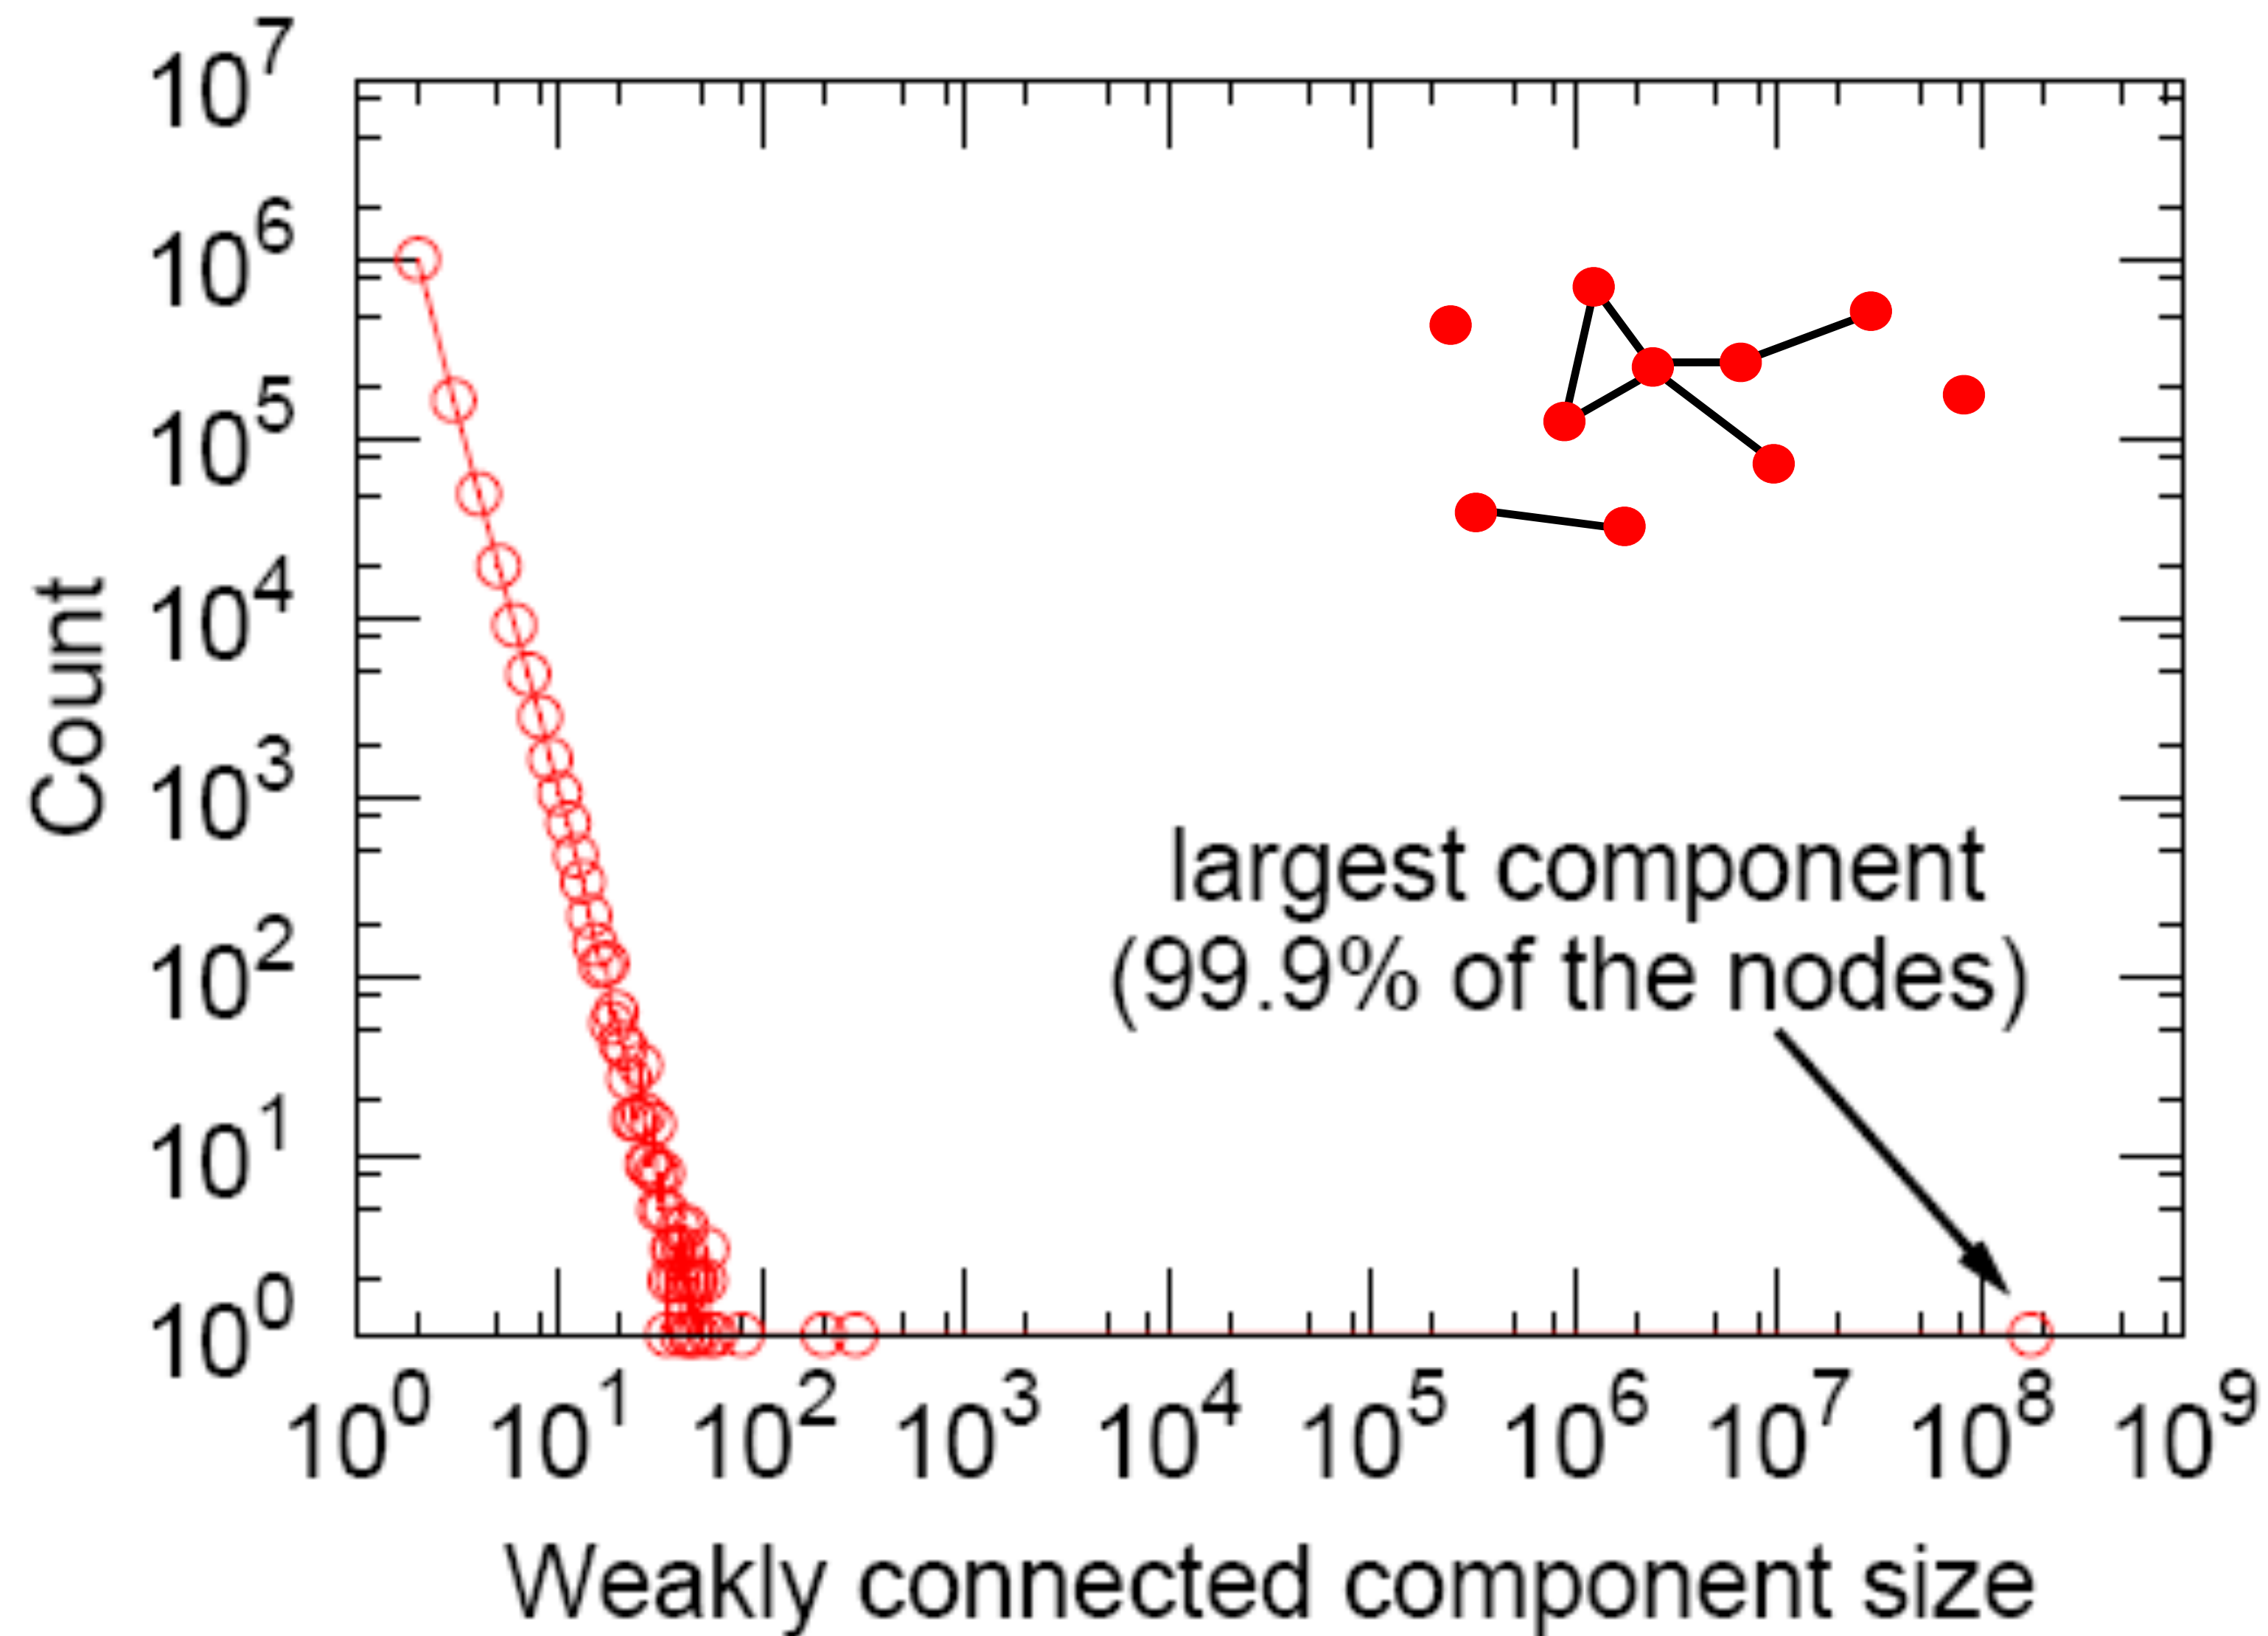 10^7
10^6
10^5
10^4
10^3
10^2
10^1
10^0
Count
largest component
(99.9% of the nodes)
10^0 10^1 10^2 10^3 10^4 10^5 10^6 10^7 10^8 10^9
Weakly connected component size